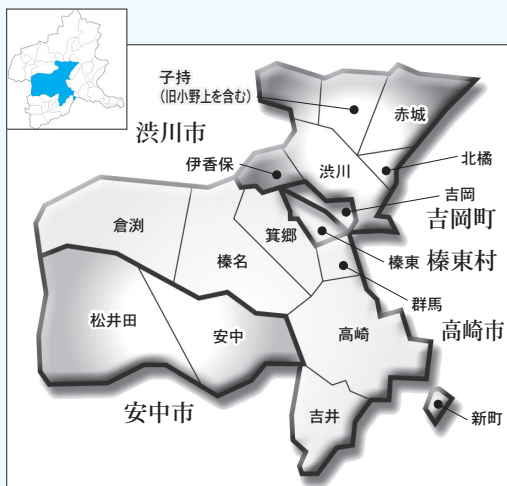 子持
(旧小野上を含む)
赤城
渋川市
伊香保
渋川
北橘
吉岡
吉岡町
倉渕
箕郷
榛東
榛東村
榛名
群馬
松井田
安中
高崎
高崎市
安中市
吉井
新町